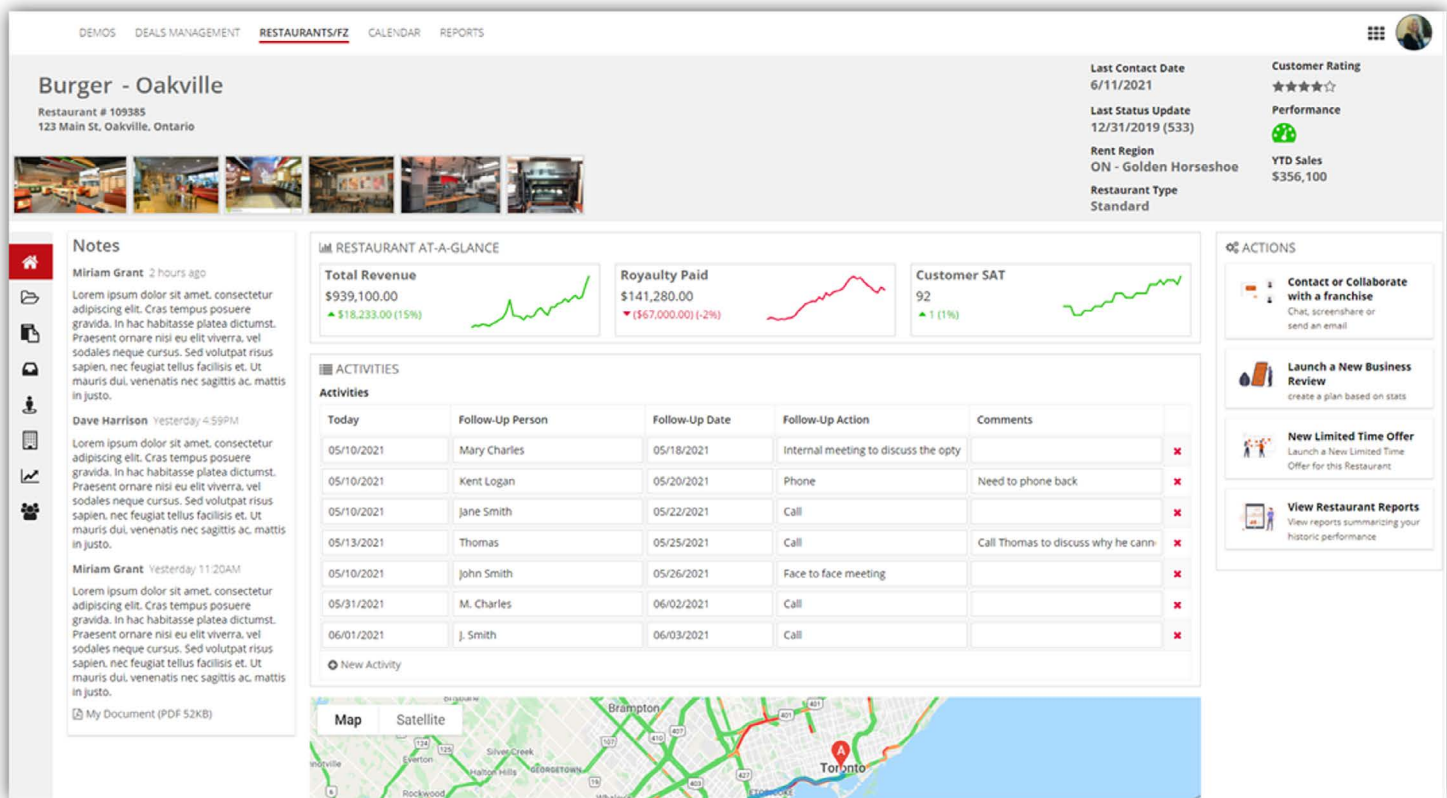 DEMOS DEALS MANAGEMENT RESTAURANTS/FZ CALENDAR REPORTS
Burger - Oakville
Restaurant # 109385
123 Main St, Oakville, Ontario
Last Contact Date
6/11/2021
Last Status Update
12/31/2019 (533)
Rent Region
ON - Golden Horseshoe
Restaurant Type
Standard
Customer Rating
Performance
YTD Sales
$356,100
Notes
Miriam Grant 2 hours ago
Lorem ipsum dolor sit amet, consectetur
adipiscing elit. Cras tempus posuere
gravida. In hac habitasse platea dictumst.
Praesent ornare nisi eu elit viverra, vel
sodales neque cursus. Sed volutpat risus
sapien, nec feugiat tellus facilisis et. Ut
mauris dui, venenatis nec sagittis ac, mattis
in justo.
Dave Harrison Yesterday 4:59PM
Lorem ipsum dolor sit amet, consectetur
adipiscing elit. Cras tempus posuere
gravida. In hac habitasse platea dictumst.
Praesent ornare nisi eu elit viverra, vel
sodales neque cursus. Sed volutpat risus
sapien, nec feugiat tellus facilisis et. Ut
mauris dui, venenatis nec sagittis ac, mattis
in justo.
Miriam Grant Yesterday 11:20AM
Lorem ipsum dolor sit amet, consectetur
adipiscing elit. Cras tempus posuere
gravida. In hac habitasse platea dictumst.
Praesent ornare nisi eu elit viverra, vel
sodales neque cursus. Sed volutpat risus
sapien, nec feugiat tellus facilisis et. Ut
mauris dui, venenatis nec sagittis ac, mattis
in justo.
My Document (PDF 52KB)
RESTAURANT AT-A-GLANCE
Total Revenue
$939,100.00
$18,233.00 (15%)
Royaulty Paid
$141,280.00
($67,000.00) (-2%)
Customer SAT
92
1 (1%)
ACTIVITIES
Activities
Today Follow-Up Person Follow-Up Date Follow-Up Action Comments
05/10/2021 Mary Charles 05/18/2021 Internal meeting to discuss the opty
05/10/2021 Kent Logan 05/20/2021 Phone Need to phone back
05/10/2021 Jane Smith 05/22/2021 Call
05/13/2021 Thomas 05/25/2021 Call Call Thomas to discuss why he cann
05/10/2021 John Smith 05/26/2021 Face to face meeting
05/31/2021 M. Charles 06/02/2021 Call
06/01/2021 J. Smith 06/03/2021 Call
New Activity
Map Satellite
Brampton
401
401
410
407
107
124
125
Silver Creek
Everton
Halton Hills
GEORGETOWN
A
Toronto
427
403
19
6
Rockwood
ETOBICOKE
ACTIONS
Contact or Collaborate
with a franchise
Chat, screenshare or
send an email
Launch a New Business
Review
create a plan based on stats
New Limited Time Offer
Launch a New Limited Time
Offer for this Restaurant
View Restaurant Reports
View reports summarizing your
historic performance